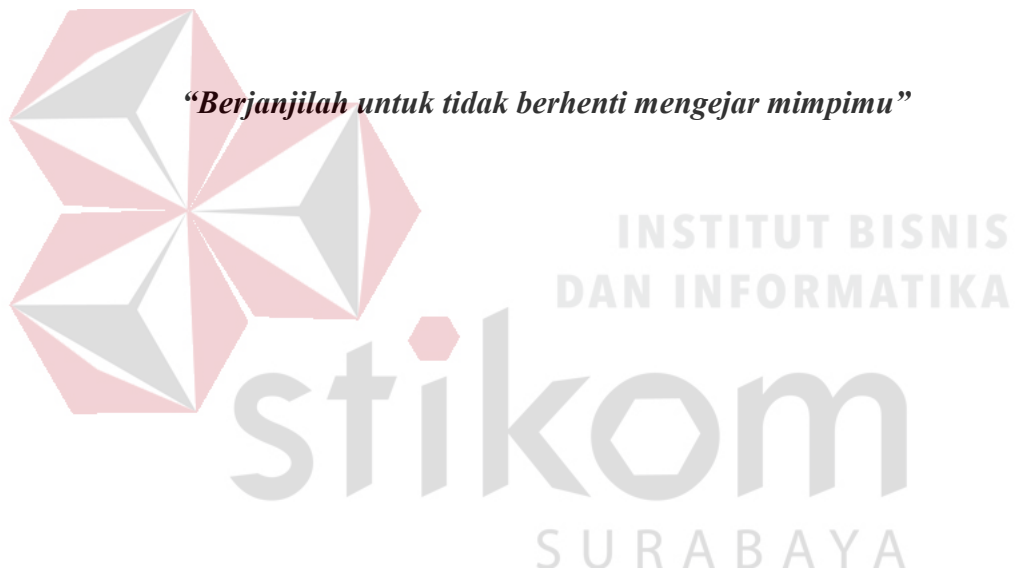 “Berjanjilah untuk tidak berhenti mengejar mimpimu”
INSTITUT BISNIS
DAN INFORMATIKA
stikom
SURABAYA